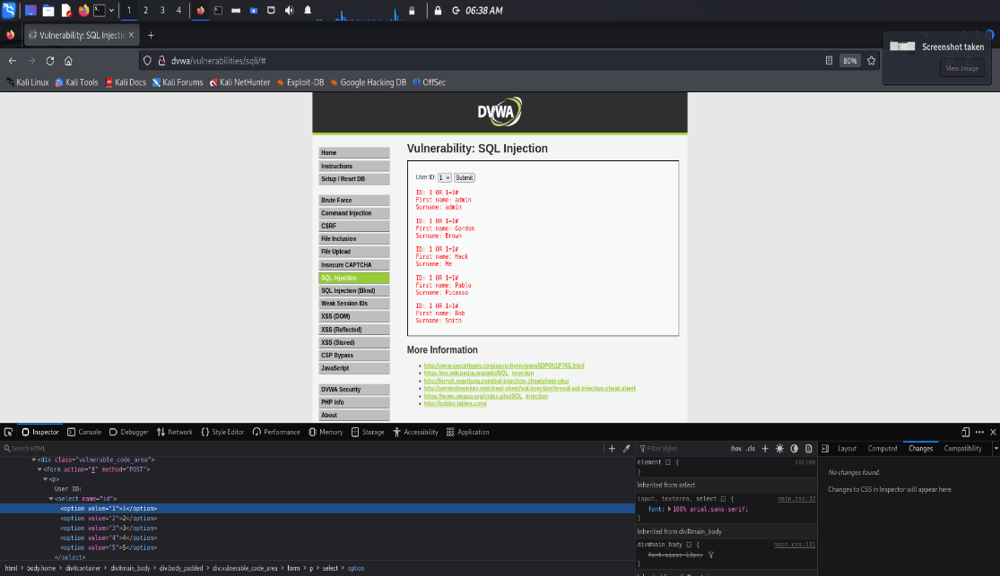 1 2 3 4 06:38 AM
Vulnerability: SQL Injectio
Screenshot taken
View image
dvwa/vulnerabilities/sqli/# 80%
Kali Linux Kali Tools Kali Docs Kali Forums Kali NetHunter Exploit-DB Google Hacking DB OffSec
DVWA
Home
Instructions
Setup / Reset DB
Brute Force
Command Injection
CSRF
File Inclusion
File Upload
Insecure CAPTCHA
SQL Injection
SQL Injection (Blind)
Weak Session IDs
XSS (DOM)
XSS (Reflected)
XSS (Stored)
CSP Bypass
JavaScript
DVWA Security
PHP Info
About
Vulnerability: SQL Injection
User ID: 1 Submit
ID: 1 OR 1=1#
First name: admin
Surname: admin
ID: 1 OR 1=1#
First name: Gordon
Surname: Brown
ID: 1 OR 1=1#
First name: Hack
Surname: Me
ID: 1 OR 1=1#
First name: Pablo
Surname: Picasso
ID: 1 OR 1=1#
First name: Bob
Surname: Smith
More Information
http://www.securiteam.com/securityreviews/5DP0N1P76E.html
https://en.wikipedia.org/wiki/SQL_injection
http://ferruh.mavituna.com/sql-injection-cheatsheet-oku/
http://pentestmonkey.net/cheat-sheet/sql-injection/mysql-sql-injection-cheat-sheet
https://www.owasp.org/index.php/SQL_Injection
http://bobby-tables.com/
Inspector Console Debugger Network Style Editor Performance Memory Storage Accessibility Application
Search HTML
<div class="vulnerable_code_area">
<form action="#" method="POST">
<p>
User ID:
<select name="id">
<option value="1">1</option>
<option value="2">2</option>
<option value="3">3</option>
<option value="4">4</option>
<option value="5">5</option>
</select>
html > body.home > div#container > div#main_body > div.body_padded > div.vulnerable_code_area > form > p > select > option
Filter Styles :hov .cls
element { inline
}
Inherited from select
input, textarea, select { main.css:32
font: 100% arial,sans-serif;
}
Inherited from div#main_body
div#main_body { main.css:131
font-size: 13px;
}
Layout Computed Changes Compatibility
No changes found.
Changes to CSS in Inspector will appear here.